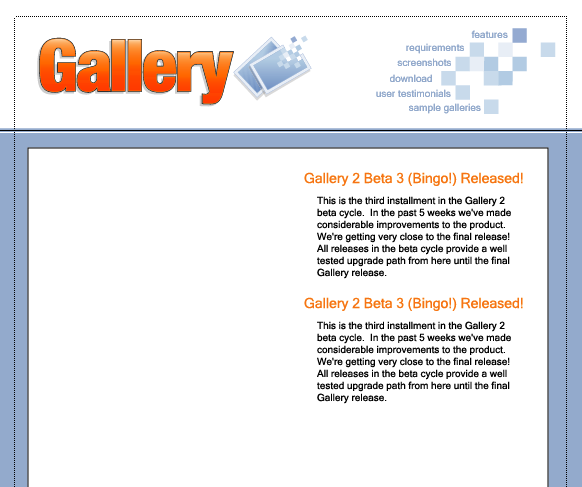 Gallery
features
requirements
screenshots
download
user testimonials
sample galleries
Gallery 2 Beta 3 (Bingo!) Released!
This is the third installment in the Gallery 2
beta cycle.  In the past 5 weeks we've made
considerable improvements to the product.
We're getting very close to the final release!
All releases in the beta cycle provide a well
tested upgrade path from here until the final
Gallery release.
Gallery 2 Beta 3 (Bingo!) Released!
This is the third installment in the Gallery 2
beta cycle.  In the past 5 weeks we've made
considerable improvements to the product.
We're getting very close to the final release!
All releases in the beta cycle provide a well
tested upgrade path from here until the final
Gallery release.